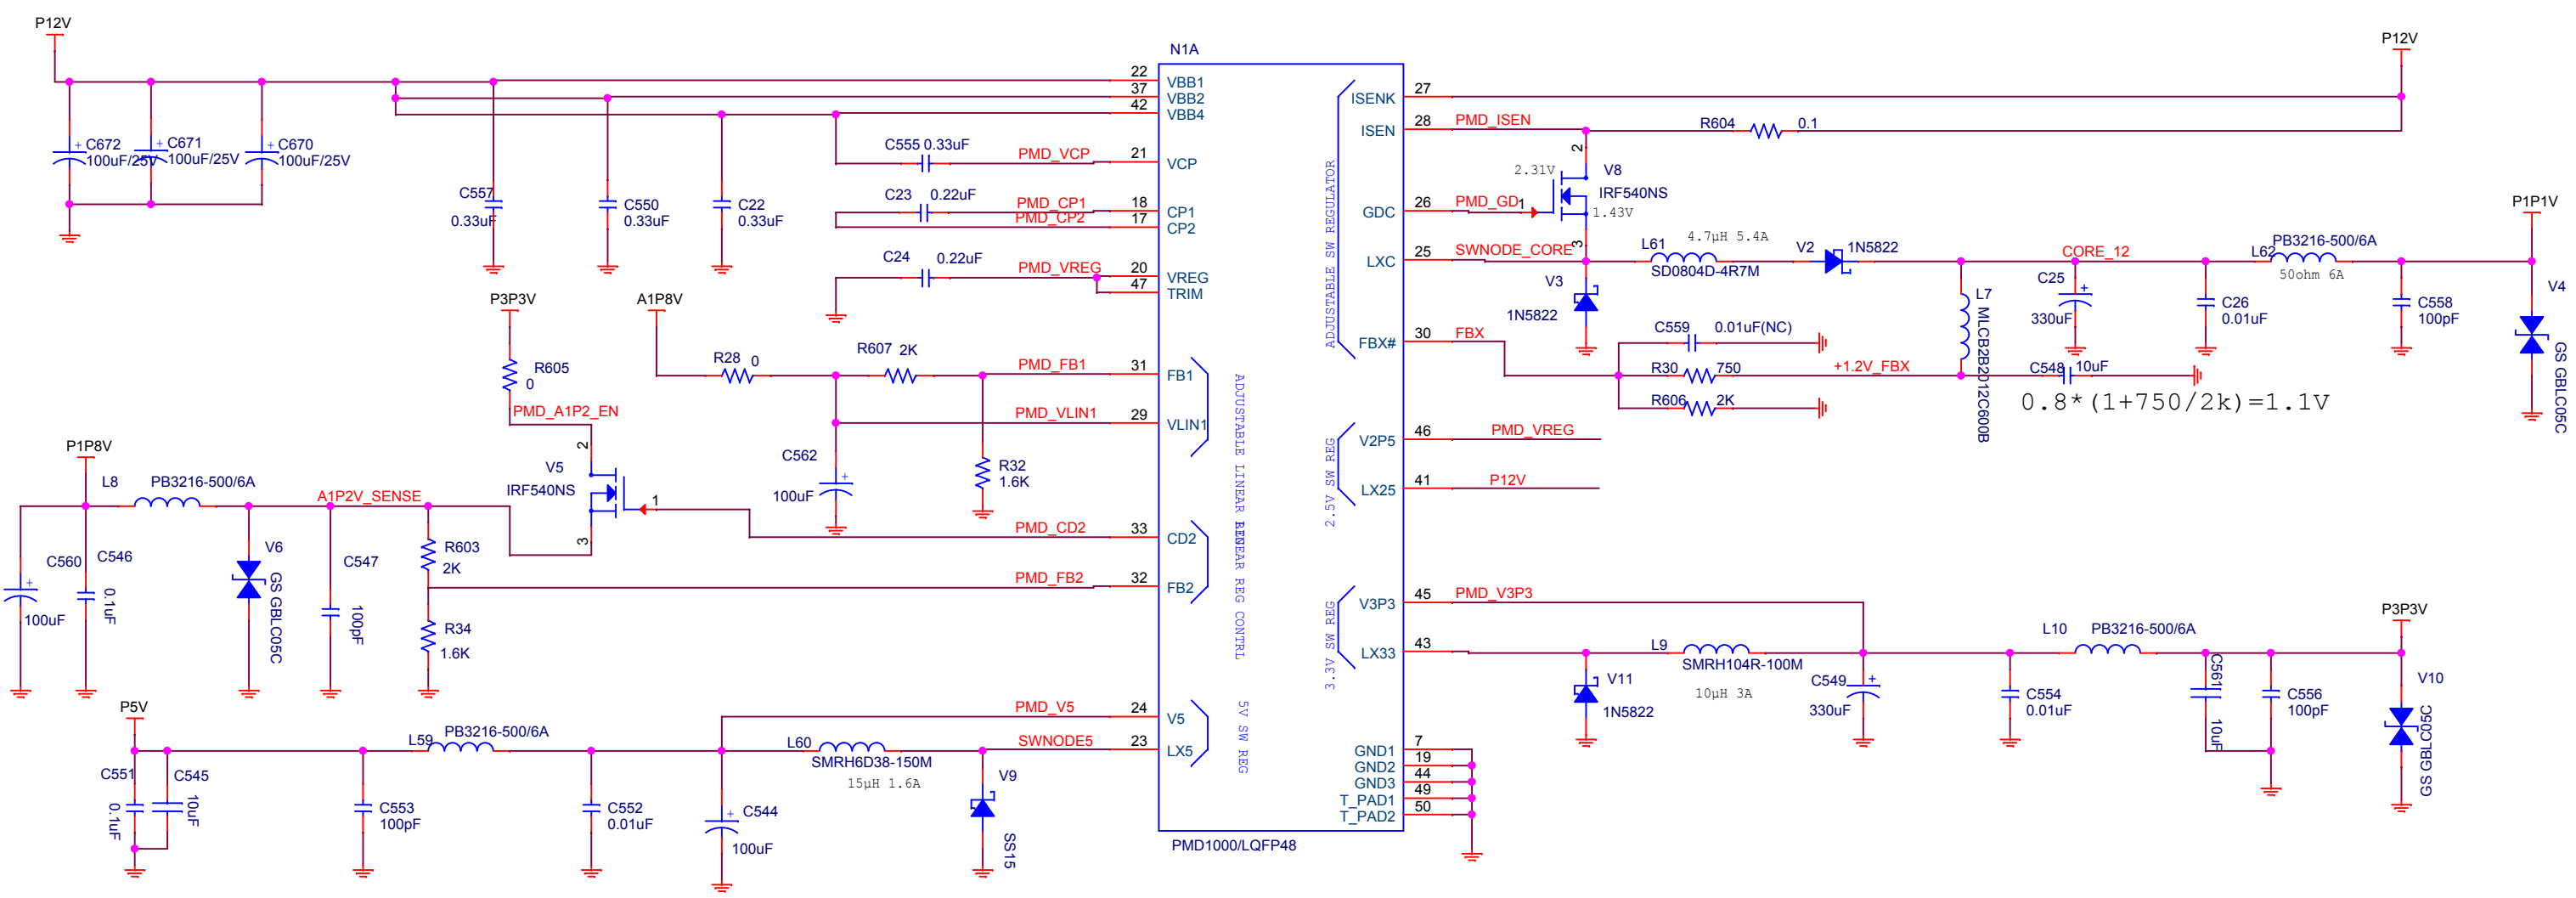 P12V
C672
100uF/25V
C671
100uF/25V
C670
100uF/25V
C557
0.33uF
C550
0.33uF
C22
0.33uF
C555 0.33uF
PMD_VCP
C23 0.22uF
PMD_CP1
PMD_CP2
C24 0.22uF
PMD_VREG
P3P3V
A1P8V
R605
0
PMD_A1P2_EN
R28 0
R607 2K
PMD_FB1
PMD_VLIN1
C562
100uF
R32
1.6K
P1P8V
L8 PB3216-500/6A
A1P2V_SENSE
V5
IRF540NS
2
1
3
PMD_CD2
PMD_FB2
C560
100uF
C546
0.1uF
V6
GS GBLC05C
C547
100pF
R603
2K
R34
1.6K
P5V
L59 PB3216-500/6A
C551
0.1uF
C545
10uF
C553
100pF
C552
0.01uF
C544
100uF
L60
SMRH6D38-150M
15μH 1.6A
PMD_V5
SWNODE5
V9
SS15
N1A
22 VBB1
37 VBB2
42 VBB4
21 VCP
18 CP1
17 CP2
20 VREG
47 TRIM
31 FB1
29 VLIN1
33 CD2
32 FB2
24 V5
23 LX5
ADJUSTABLE LINEAR REG
LINEAR REG CONTRL
5V SW REG
ADJUSTABLE SW REGULATOR
2.5V SW REG
3.3V SW REG
ISENK 27
ISEN 28
GDC 26
LXC 25
FBX# 30
V2P5 46
LX25 41
V3P3 45
LX33 43
GND1 7
GND2 19
GND3 44
T_PAD1 49
T_PAD2 50
PMD1000/LQFP48
P12V
PMD_ISEN
R604 0.1
2
2.31V
V8
IRF540NS
PMD_GD
1
1.43V
3
SWNODE_CORE
L61
4.7μH 5.4A
SD0804D-4R7M
V2 1N5822
V3
1N5822
CORE_12
L62
PB3216-500/6A
50ohm 6A
P1P1V
V4
GS GBLC05C
L7
MLCB2B2012C600B
C25
330uF
C26
0.01uF
C558
100pF
FBX
C559 0.01uF(NC)
R30 750
+1.2V_FBX
R606 2K
C548 10uF
0.8*(1+750/2k)=1.1V
PMD_VREG
P12V
PMD_V3P3
V11
1N5822
L9
SMRH104R-100M
10μH 3A
C549
330uF
C554
0.01uF
L10 PB3216-500/6A
C561
10uF
C556
100pF
P3P3V
V10
GS GBLC05C